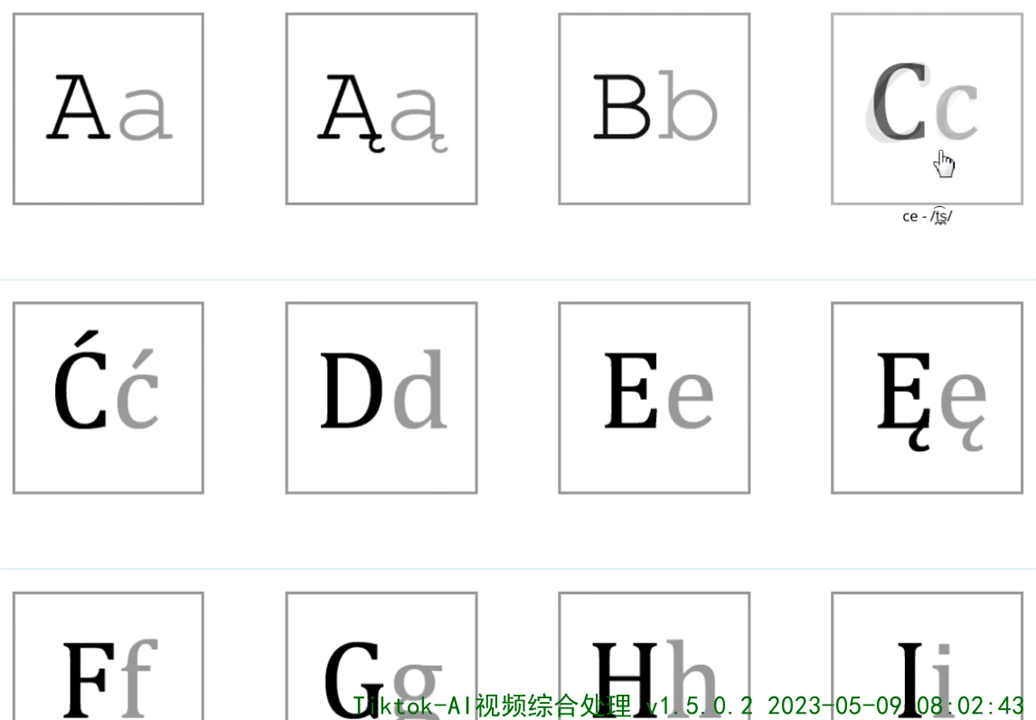 Aa Ąą Bb Cc
ce - /t͡s/
Ćć Dd Ee Ęę
Ff Gg Hh Ii
Tiktok-AI视频综合处理 v1.5.0.2 2023-05-09 08:02:43